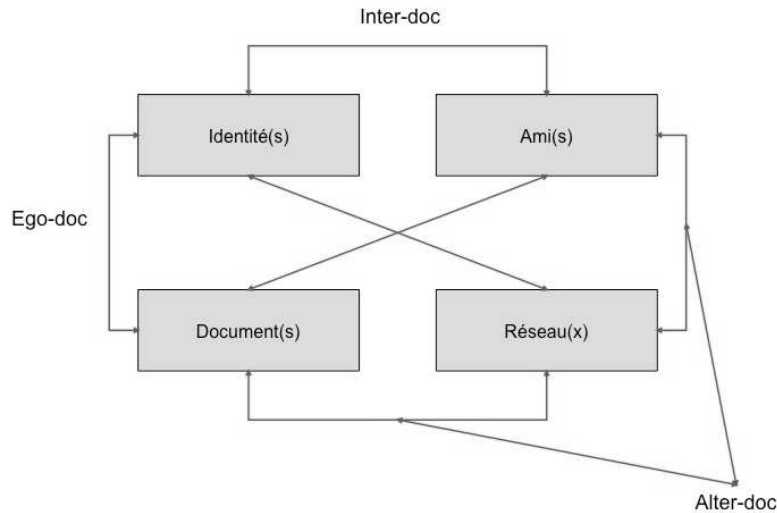 Inter-doc
Identité(s)
Ami(s)
Ego-doc
Document(s)
Réseau(x)
Alter-doc